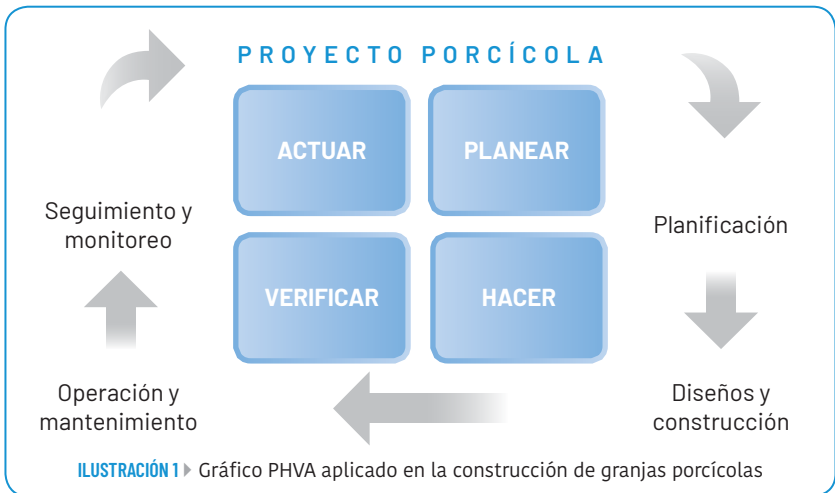 PROYECTO PORCÍCOLA
ACTUAR
PLANEAR
Seguimiento y
monitoreo
Planificación
VERIFICAR
HACER
Operación y
mantenimiento
Diseños y
construcción
ILUSTRACIÓN 1 Gráfico PHVA aplicado en la construcción de granjas porcícolas